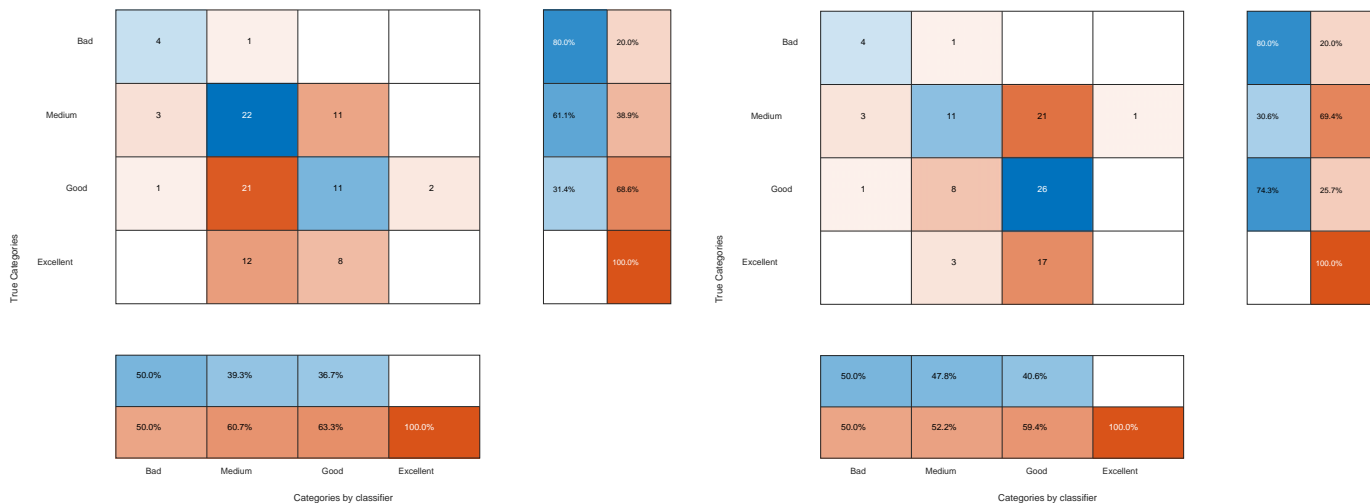 Bad 4 1 80.0% 20.0%
Medium 3 22 11 61.1% 38.9%
Good 1 21 11 2 31.4% 68.6%
Excellent 12 8 100.0%
True Categories
50.0% 39.3% 36.7%
50.0% 60.7% 63.3% 100.0%
Bad Medium Good Excellent
Categories by classifier
Bad 4 1 80.0% 20.0%
Medium 3 11 21 1 30.6% 69.4%
Good 1 8 26 74.3% 25.7%
Excellent 3 17 100.0%
True Categories
50.0% 47.8% 40.6%
50.0% 52.2% 59.4% 100.0%
Bad Medium Good Excellent
Categories by classifier